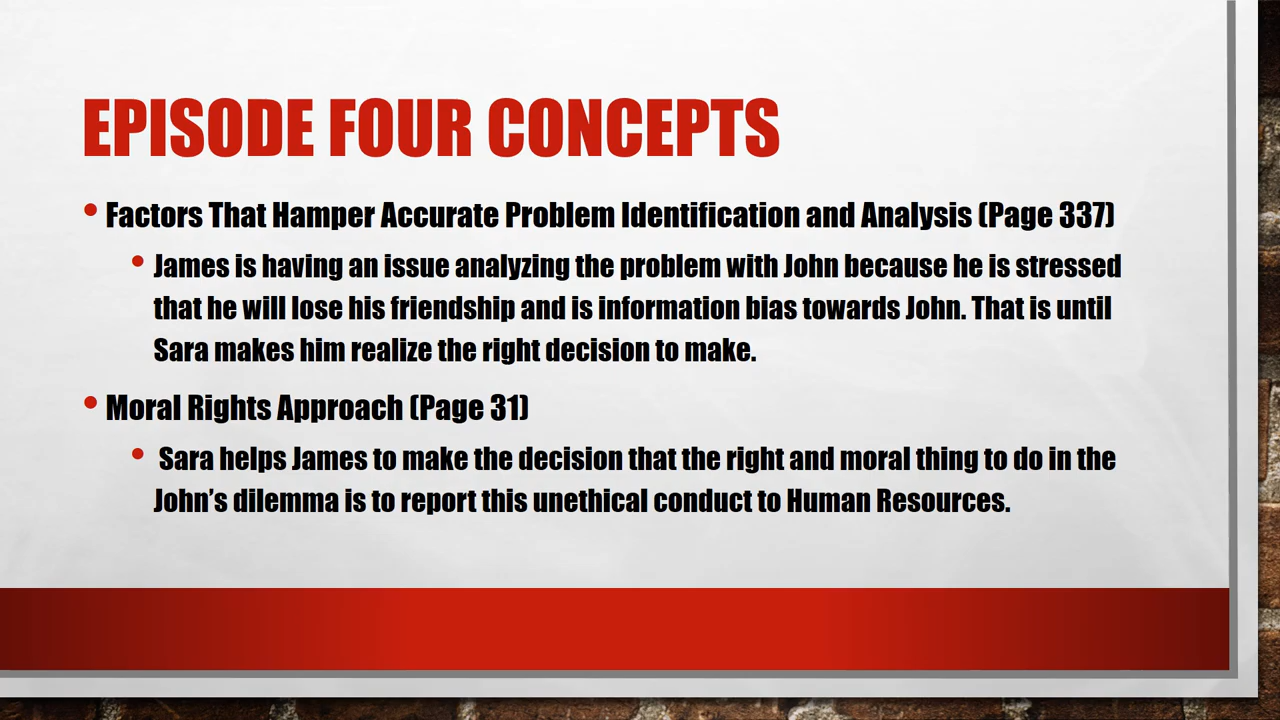 EPISODE FOUR CONCEPTS
• Factors That Hamper Accurate Problem Identification and Analysis (Page 337)
• James is having an issue analyzing the problem with John because he is stressed
that he will lose his friendship and is information bias towards John. That is until
Sara makes him realize the right decision to make.
• Moral Rights Approach (Page 31)
• Sara helps James to make the decision that the right and moral thing to do in the
John’s dilemma is to report this unethical conduct to Human Resources.